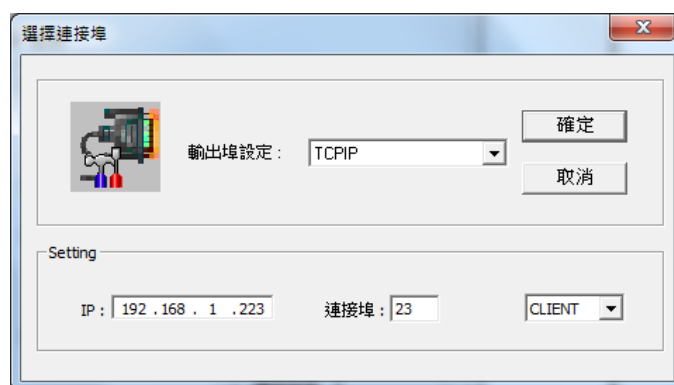 選擇連接埠
輸出埠設定： TCPIP
確定
取消
Setting
IP： 192 . 168 . 1 . 223 連接埠：23 CLIENT